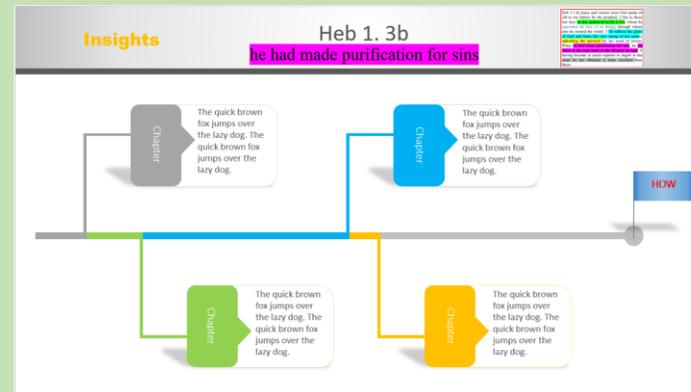 Insights
Heb 1. 3b
he had made purification for sins
Chapter
The quick brown
fox jumps over
the lazy dog. The
quick brown fox
jumps over the
lazy dog.
Chapter
The quick brown
fox jumps over
the lazy dog. The
quick brown fox
jumps over the
lazy dog.
HOW
Chapter
The quick brown
fox jumps over
the lazy dog. The
quick brown fox
jumps over the
lazy dog.
Chapter
The quick brown
fox jumps over
the lazy dog. The
quick brown fox
jumps over the
lazy dog.